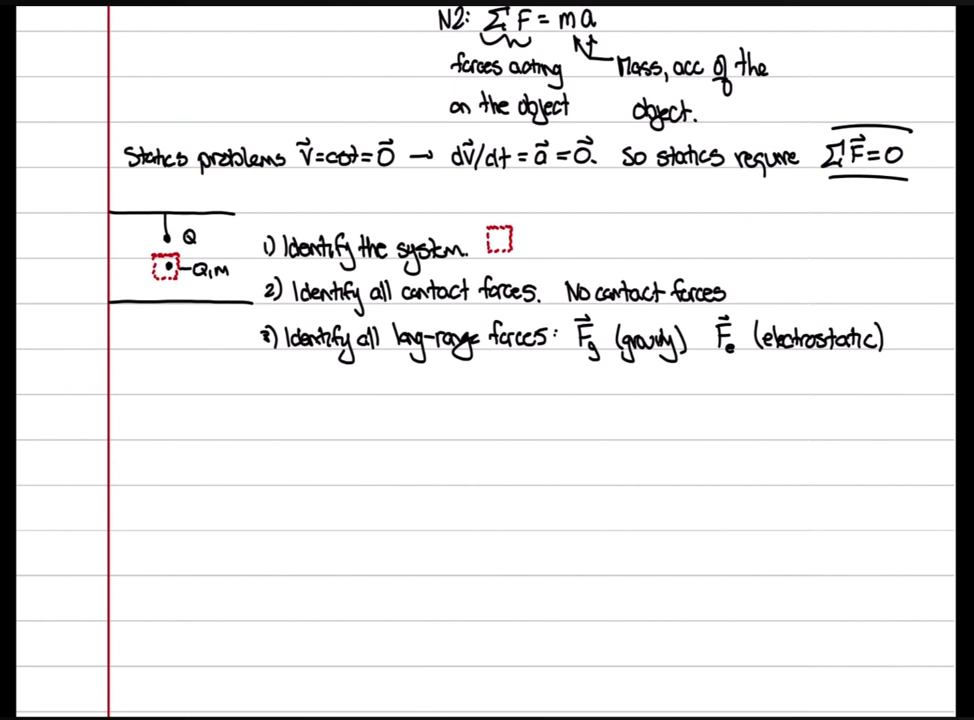 N2: ΣF = ma
forces acting Mass, acc of the
on the object object.
Statics problems v⃗=cst=0⃗ → dv⃗/dt = a⃗ = 0⃗. So statics require ΣF⃗=0
Q
-Q,M
1) Identify the system.
2) Identify all contact forces. No contact forces
3) Identify all long-range forces: F⃗g (gravity) F⃗e (electrostatic)